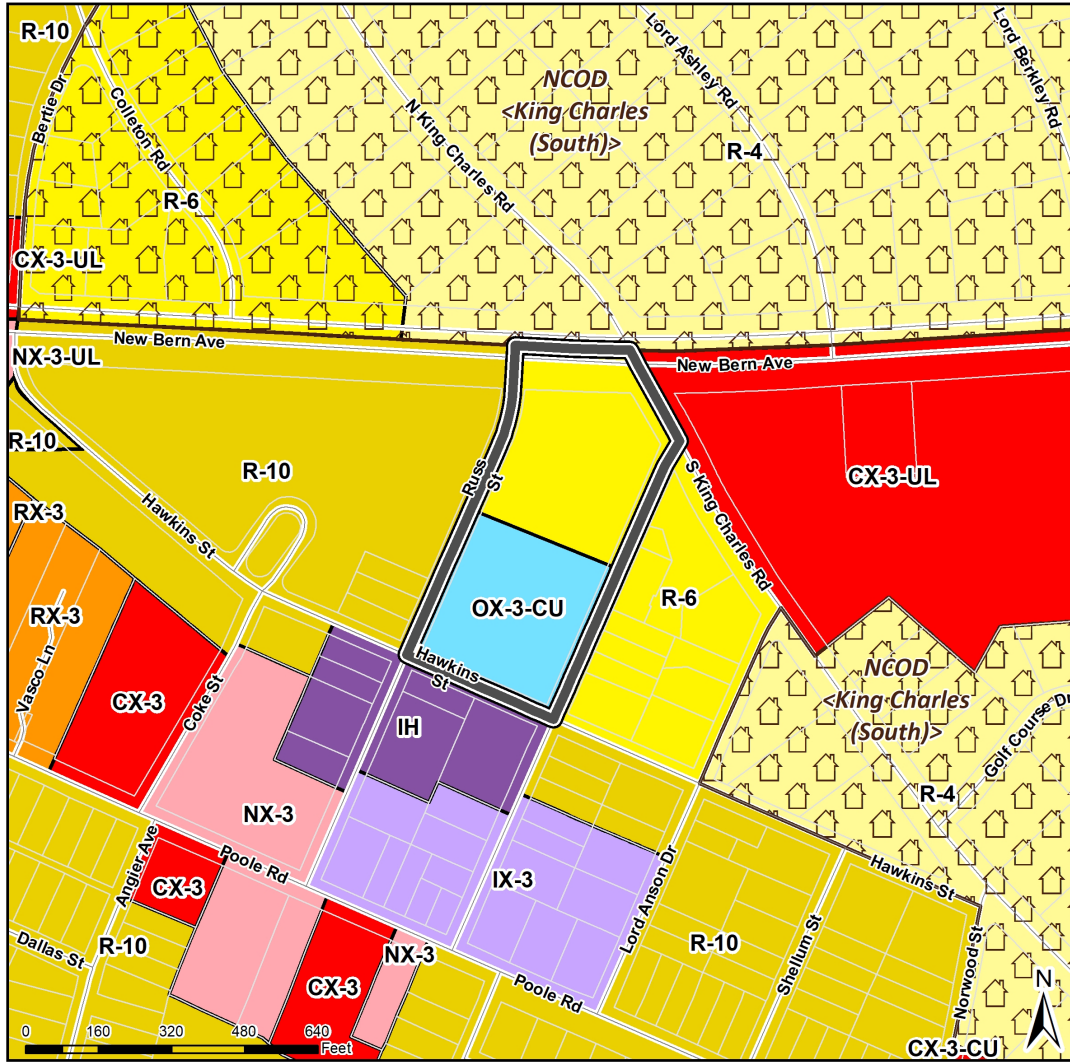 R-10
Bertie Dr
Colleton Rd
R-6
CX-3-UL
NCOD
<King Charles
(South)>
N King Charles Rd
Lord Ashley Rd
R-4
Lord Berkley Rd
New Bern Ave
New Bern Ave
NX-3-UL
R-10
R-10
RX-3
RX-3
Hawkins St
Russ
St
S King Charles Rd
CX-3-UL
OX-3-CU
R-6
Hawkins
St
Vasco Ln
CX-3
Coke St
IH
NCOD
<King Charles
(South)>
Golf Course Dr
R-4
NX-3
Poole Rd
IX-3
Lord Anson Dr
Hawkins St
Angier Ave
CX-3
R-10
Dallas St
NX-3
CX-3
Poole Rd
R-10
Shellum St
Norwood St
N
CX-3-CU
0 160 320 480 640
Feet